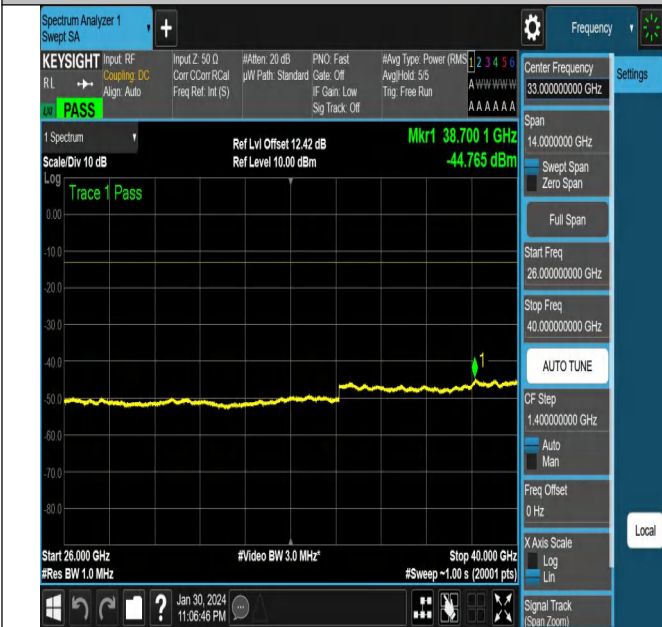 Spectrum Analyzer 1
Swept SA
Frequency
KEYSIGHT
RL
Input: RF
Coupling: DC
Align: Auto
Input Z: 50 Ω
Corr CCorr RCal
Freq Ref: Int (S)
#Atten: 20 dB
µW Path: Standard
PNO: Fast
Gate: Off
IF Gain: Low
Sig Track: Off
#Avg Type: Power (RMS
Avg|Hold: 5/5
Trig: Free Run
1 2 3 4 5 6
A W W W W W
A A A A A A
PASS
1 Spectrum
Scale/Div 10 dB
Ref Lvl Offset 12.42 dB
Ref Level 10.00 dBm
Mkr1 38.700 1 GHz
-44.765 dBm
Log
Trace 1 Pass
0.00
-10.0
-20.0
-30.0
-40.0
-50.0
-60.0
-70.0
-80.0
1
Start 26.000 GHz
#Res BW 1.0 MHz
#Video BW 3.0 MHz*
Stop 40.000 GHz
#Sweep ~1.00 s (20001 pts)
?
Jan 30, 2024
11:06:46 PM
Center Frequency
33.000000000 GHz
Settings
Span
14.0000000 GHz
Swept Span
Zero Span
Full Span
Start Freq
26.000000000 GHz
Stop Freq
40.000000000 GHz
AUTO TUNE
CF Step
1.400000000 GHz
Auto
Man
Freq Offset
0 Hz
X Axis Scale
Log
Lin
Local
Signal Track
(Span Zoom)